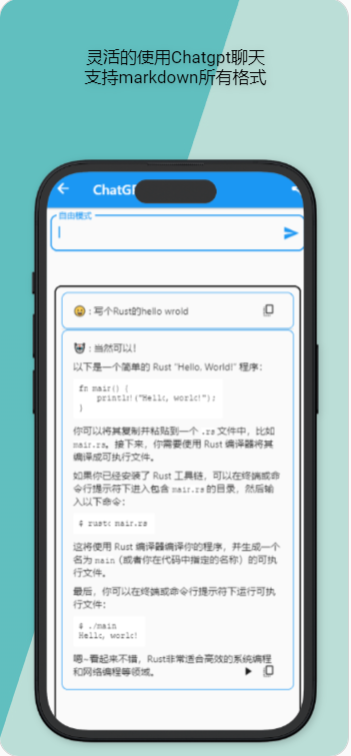 灵活的使用Chatgpt聊天
支持markdown所有格式
ChatG
自由模式
: 写个Rust的hello wrold
: 当然可以！
以下是一个简单的 Rust "Hello, World!" 程序：
fn main() {
println!("Hello, world!");
}
你可以将其复制并粘贴到一个 .rs 文件中，比如
main.rs。接下来，你需要使用 Rust 编译器将其
编译成可执行文件。
如果你已经安装了 Rust 工具链，可以在终端或命
令行提示符下进入包含 main.rs 的目录，然后输
入以下命令：
$ rustc main.rs
这将使用 Rust 编译器编译你的程序，并生成一个
名为 main（或者你在代码中指定的名称）的可执
行文件。
最后，你可以在终端或命令行提示符下运行可执
行文件：
$ ./main
Hello, world!
嗯~看起来不错，Rust非常适合高效的系统编程
和网络编程等领域。